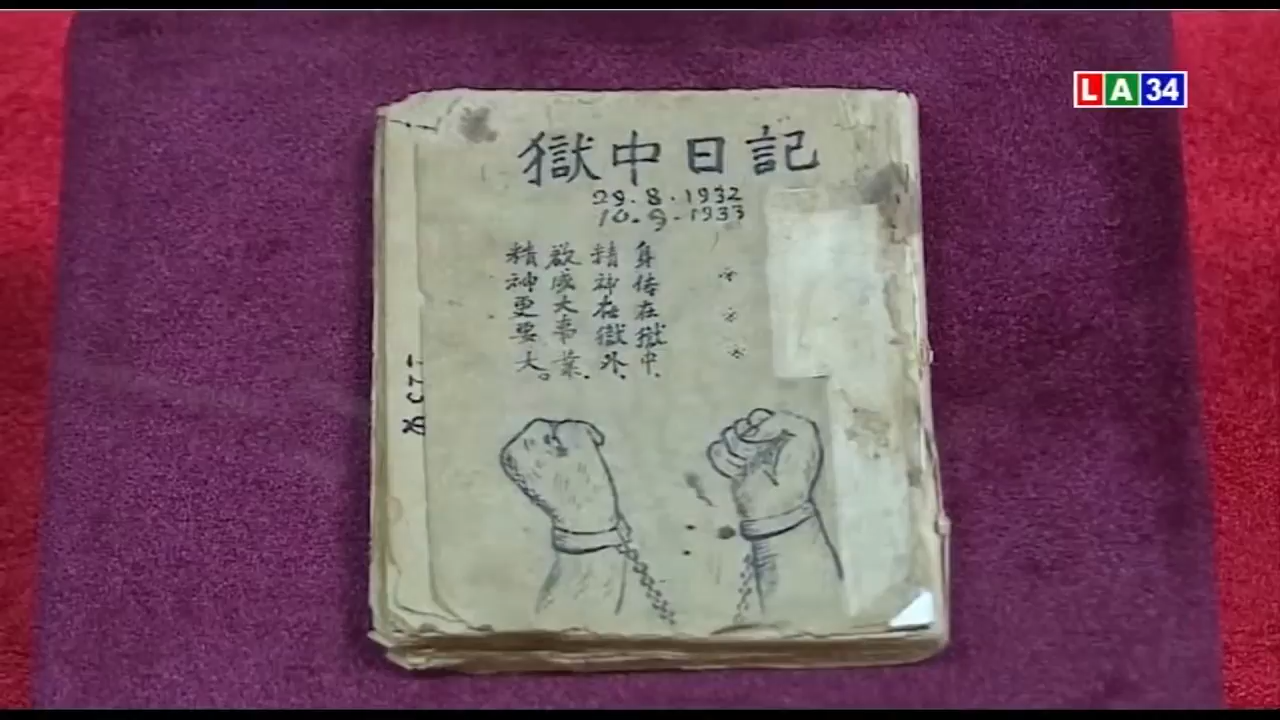 LA34
獄中日記
29.8.1932
10.9.1933
身体在獄中.
精神在獄外.
欲成大事業.
精神更要大。